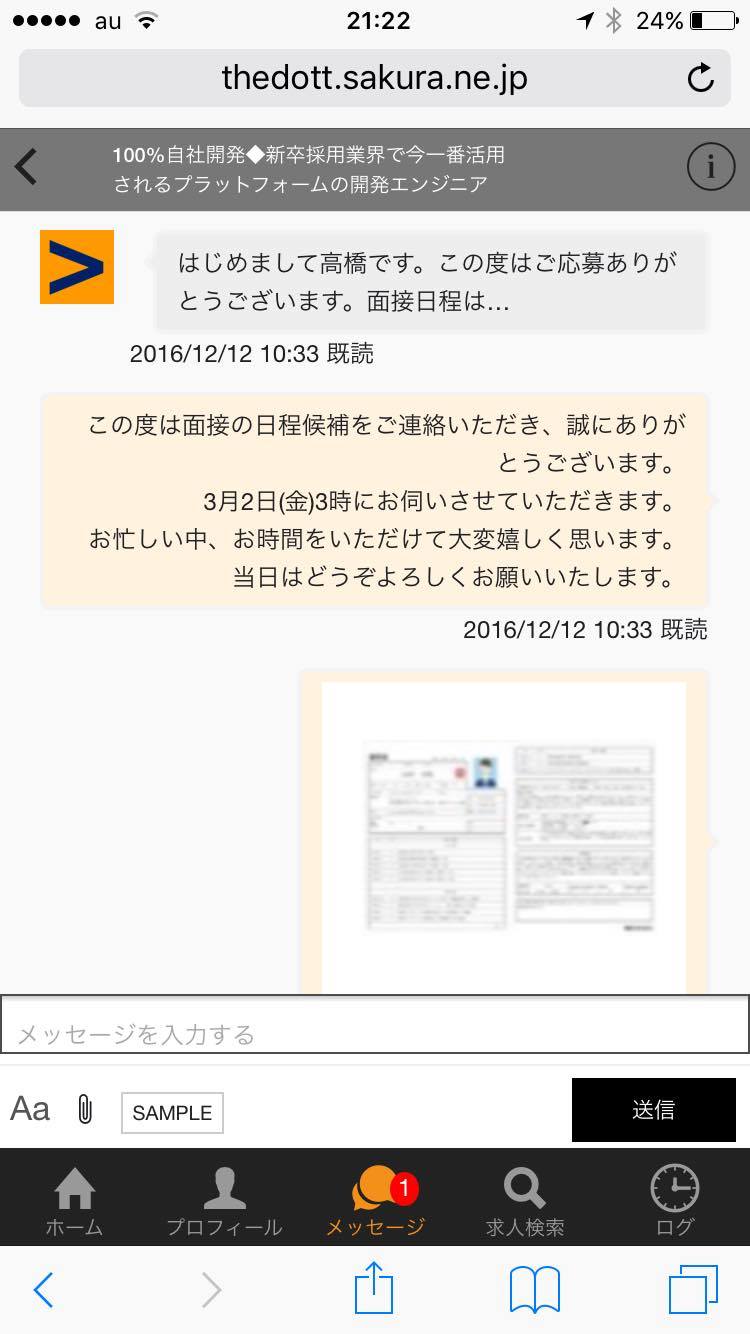 au 21:22 24%
thedott.sakura.ne.jp
100%自社開発◆新卒採用業界で今一番活用
されるプラットフォームの開発エンジニア
はじめまして高橋です。この度はご応募ありが
とうございます。面接日程は...
2016/12/12 10:33 既読
この度は面接の日程候補をご連絡いただき、誠にありが
とうございます。
3月2日(金)3時にお伺いさせていただきます。
お忙しい中、お時間をいただけて大変嬉しく思います。
当日はどうぞよろしくお願いいたします。
2016/12/12 10:33 既読
メッセージを入力する
Aa SAMPLE 送信
1
ホーム プロフィール メッセージ 求人検索 ログ